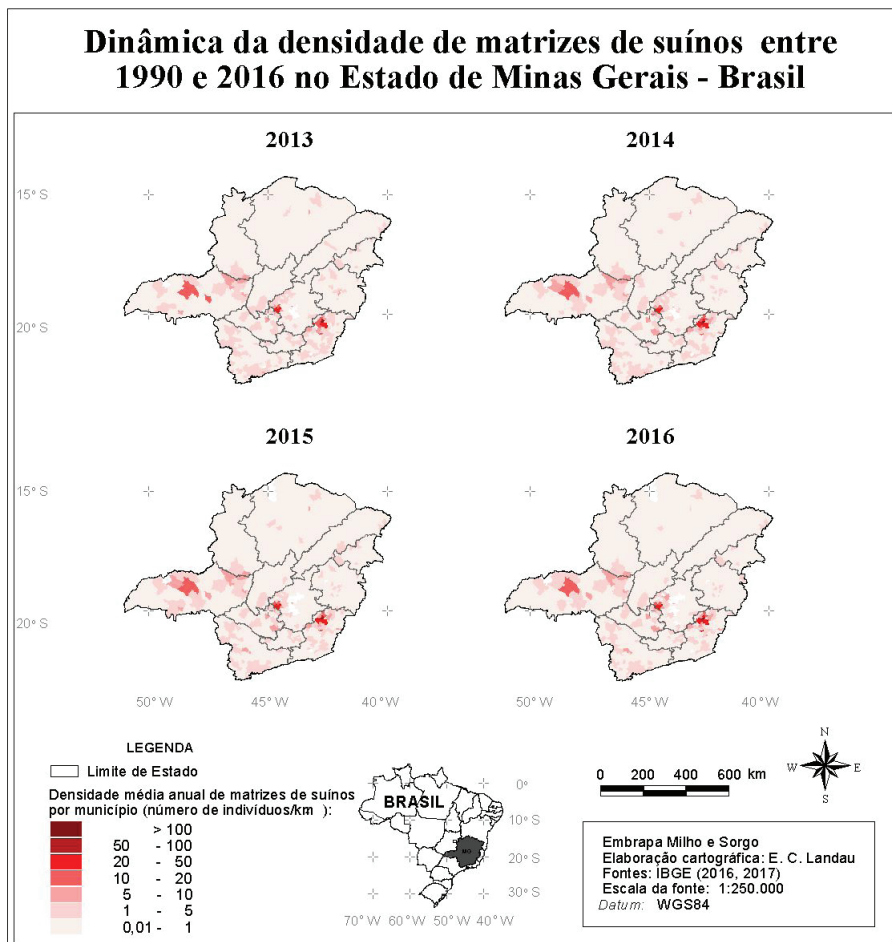 Dinâmica da densidade de matrizes de suínos entre
1990 e 2016 no Estado de Minas Gerais - Brasil
2013
2014
15° S
20° S
2015
2016
15° S
20° S
50° W
45° W
40° W
50° W
45° W
40° W
LEGENDA
Limite de Estado
Densidade média anual de matrizes de suínos
por município (número de indivíduos/km ):
> 100
50 - 100
20 - 50
10 - 20
5 - 10
1 - 5
0,01 - 1
BRASIL
MG
0°
10° S
20° S
30° S
70° W 60° W 50° W 40° W
0 200 400 600 km
N
W E
S
Embrapa Milho e Sorgo
Elaboração cartográfica: E. C. Landau
Fontes: IBGE (2016, 2017)
Escala da fonte: 1:250.000
Datum: WGS84